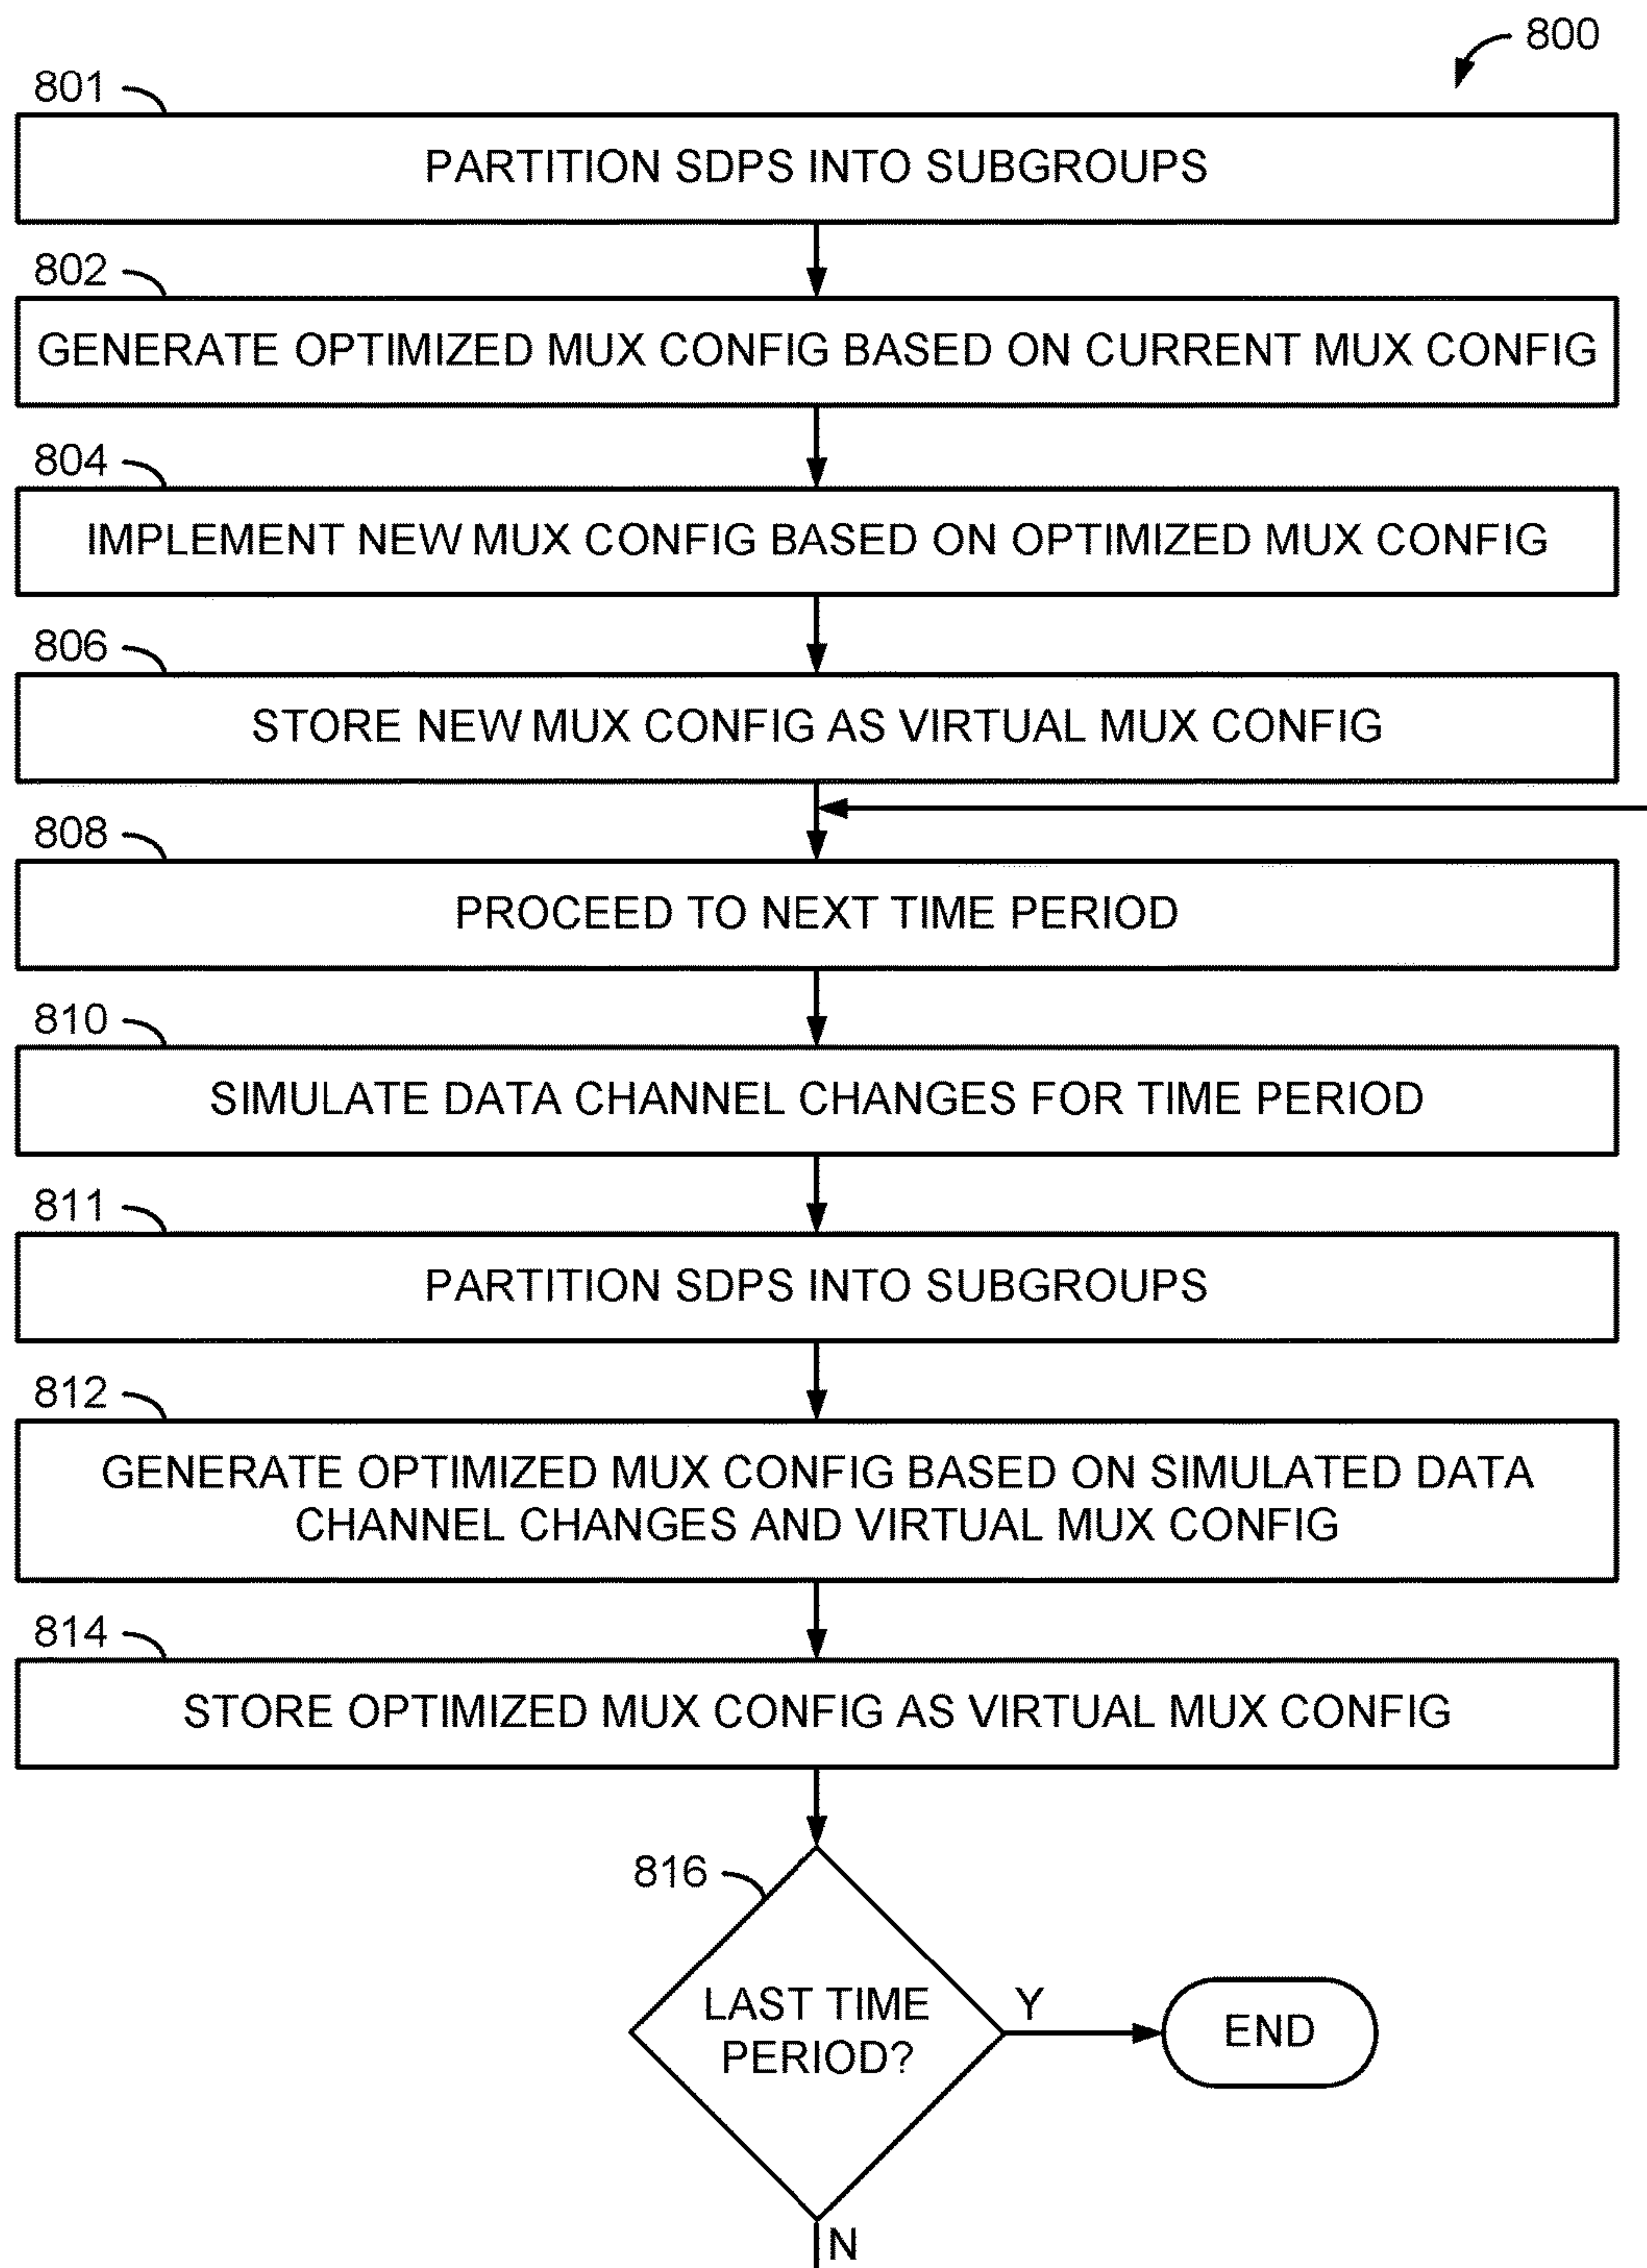 800
801
PARTITION SDPS INTO SUBGROUPS
802
GENERATE OPTIMIZED MUX CONFIG BASED ON CURRENT MUX CONFIG
804
IMPLEMENT NEW MUX CONFIG BASED ON OPTIMIZED MUX CONFIG
806
STORE NEW MUX CONFIG AS VIRTUAL MUX CONFIG
808
PROCEED TO NEXT TIME PERIOD
810
SIMULATE DATA CHANNEL CHANGES FOR TIME PERIOD
811
PARTITION SDPS INTO SUBGROUPS
812
GENERATE OPTIMIZED MUX CONFIG BASED ON SIMULATED DATA
CHANNEL CHANGES AND VIRTUAL MUX CONFIG
814
STORE OPTIMIZED MUX CONFIG AS VIRTUAL MUX CONFIG
816
LAST TIME
PERIOD?
Y
END
N